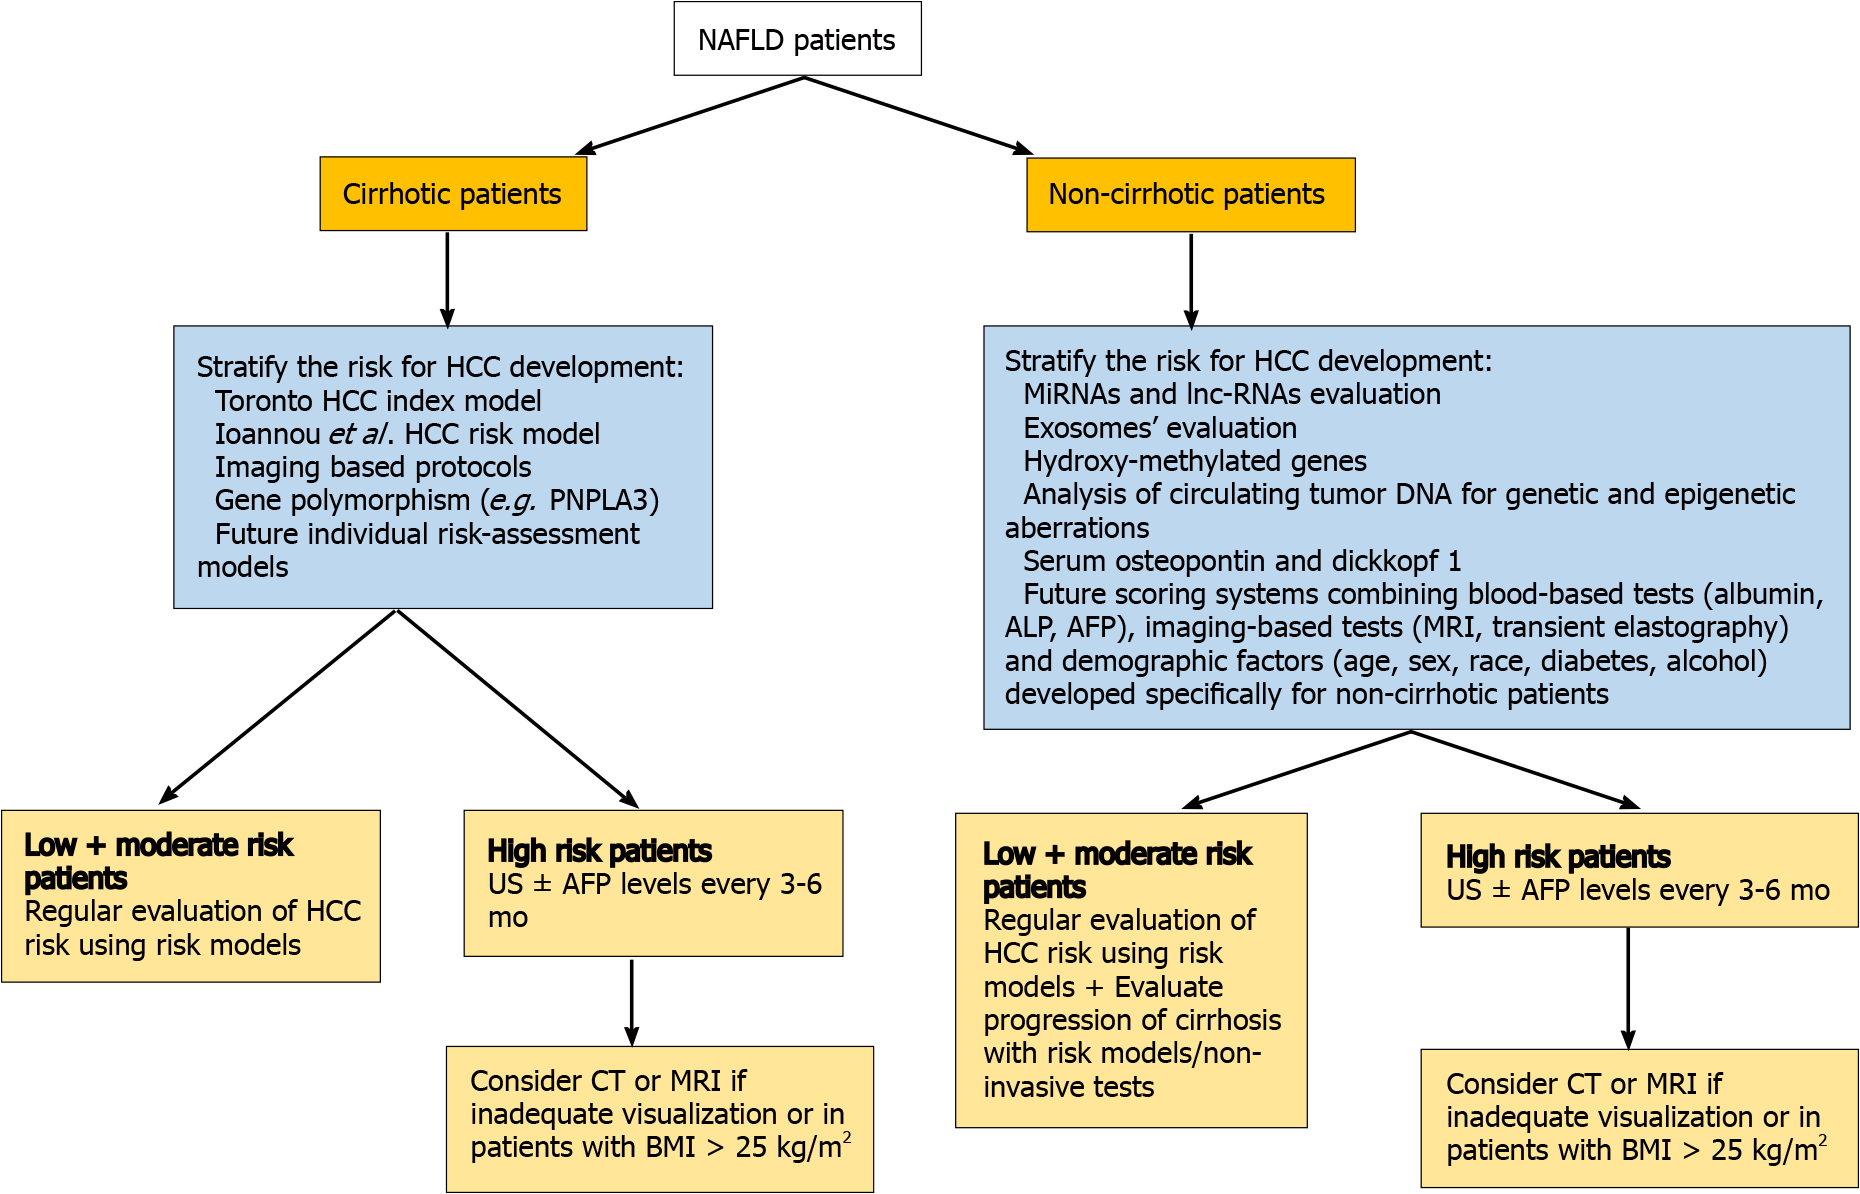 NAFLD patients
Cirrhotic patients
Non-cirrhotic patients
Stratify the risk for HCC development:
Toronto HCC index model
Ioannou et al. HCC risk model
Imaging based protocols
Gene polymorphism (e.g. PNPLA3)
Future individual risk-assessment
models
Stratify the risk for HCC development:
MiRNAs and lnc-RNAs evaluation
Exosomes’ evaluation
Hydroxy-methylated genes
Analysis of circulating tumor DNA for genetic and epigenetic
aberrations
Serum osteopontin and dickkopf 1
Future scoring systems combining blood-based tests (albumin,
ALP, AFP), imaging-based tests (MRI, transient elastography)
and demographic factors (age, sex, race, diabetes, alcohol)
developed specifically for non-cirrhotic patients
Low + moderate risk
patients
Regular evaluation of HCC
risk using risk models
High risk patients
US ± AFP levels every 3-6
mo
Consider CT or MRI if
inadequate visualization or in
patients with BMI > 25 kg/m²
Low + moderate risk
patients
Regular evaluation of
HCC risk using risk
models + Evaluate
progression of cirrhosis
with risk models/non-
invasive tests
High risk patients
US ± AFP levels every 3-6 mo
Consider CT or MRI if
inadequate visualization or in
patients with BMI > 25 kg/m²